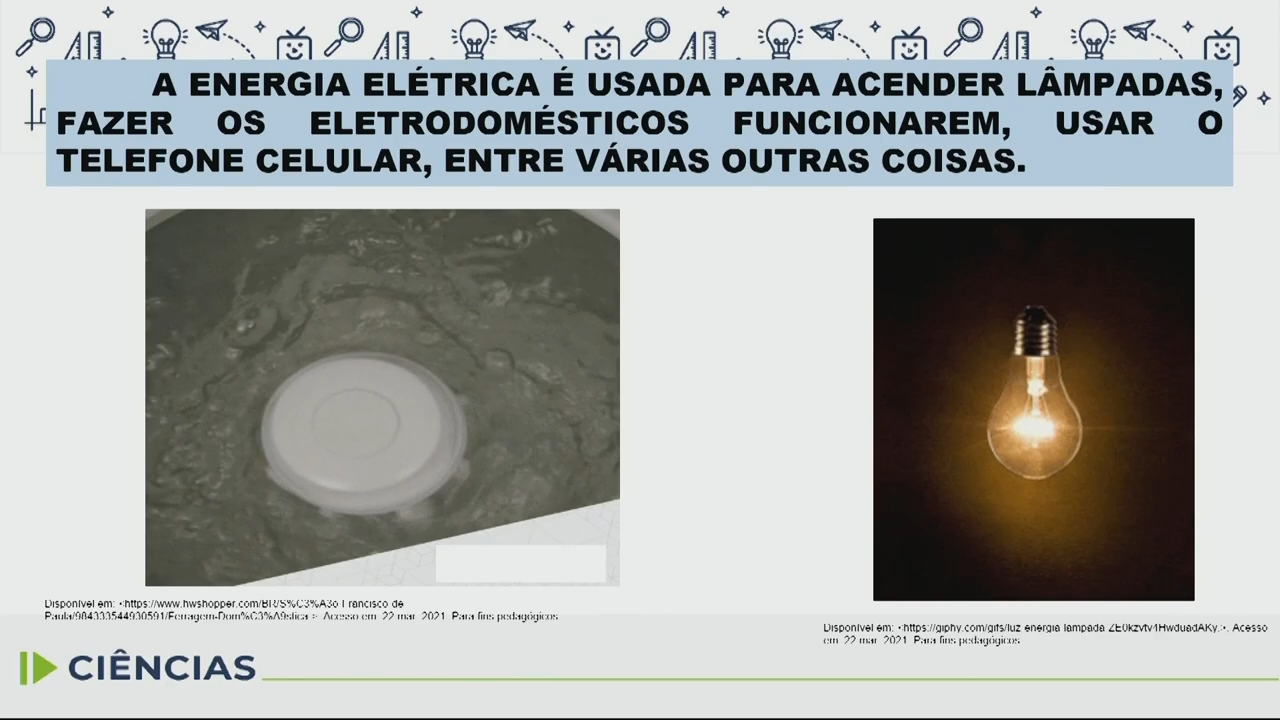 A ENERGIA ELÉTRICA É USADA PARA ACENDER LÂMPADAS,
FAZER OS ELETRODOMÉSTICOS FUNCIONAREM, USAR O
TELEFONE CELULAR, ENTRE VÁRIAS OUTRAS COISAS.
Disponível em: <https://www.hwshopper.com/BR/S%C3%A3o Francisco de
Paula/984333544930591/Ferragem-Dom%C3%A9stica >. Acesso em: 22 mar. 2021. Para fins pedagógicos.
Disponível em: <https://giphy.com/gifs/luz energia lampada >. Acesso
em: 22 mar. 2021. Para fins pedagógicos.
CIÊNCIAS